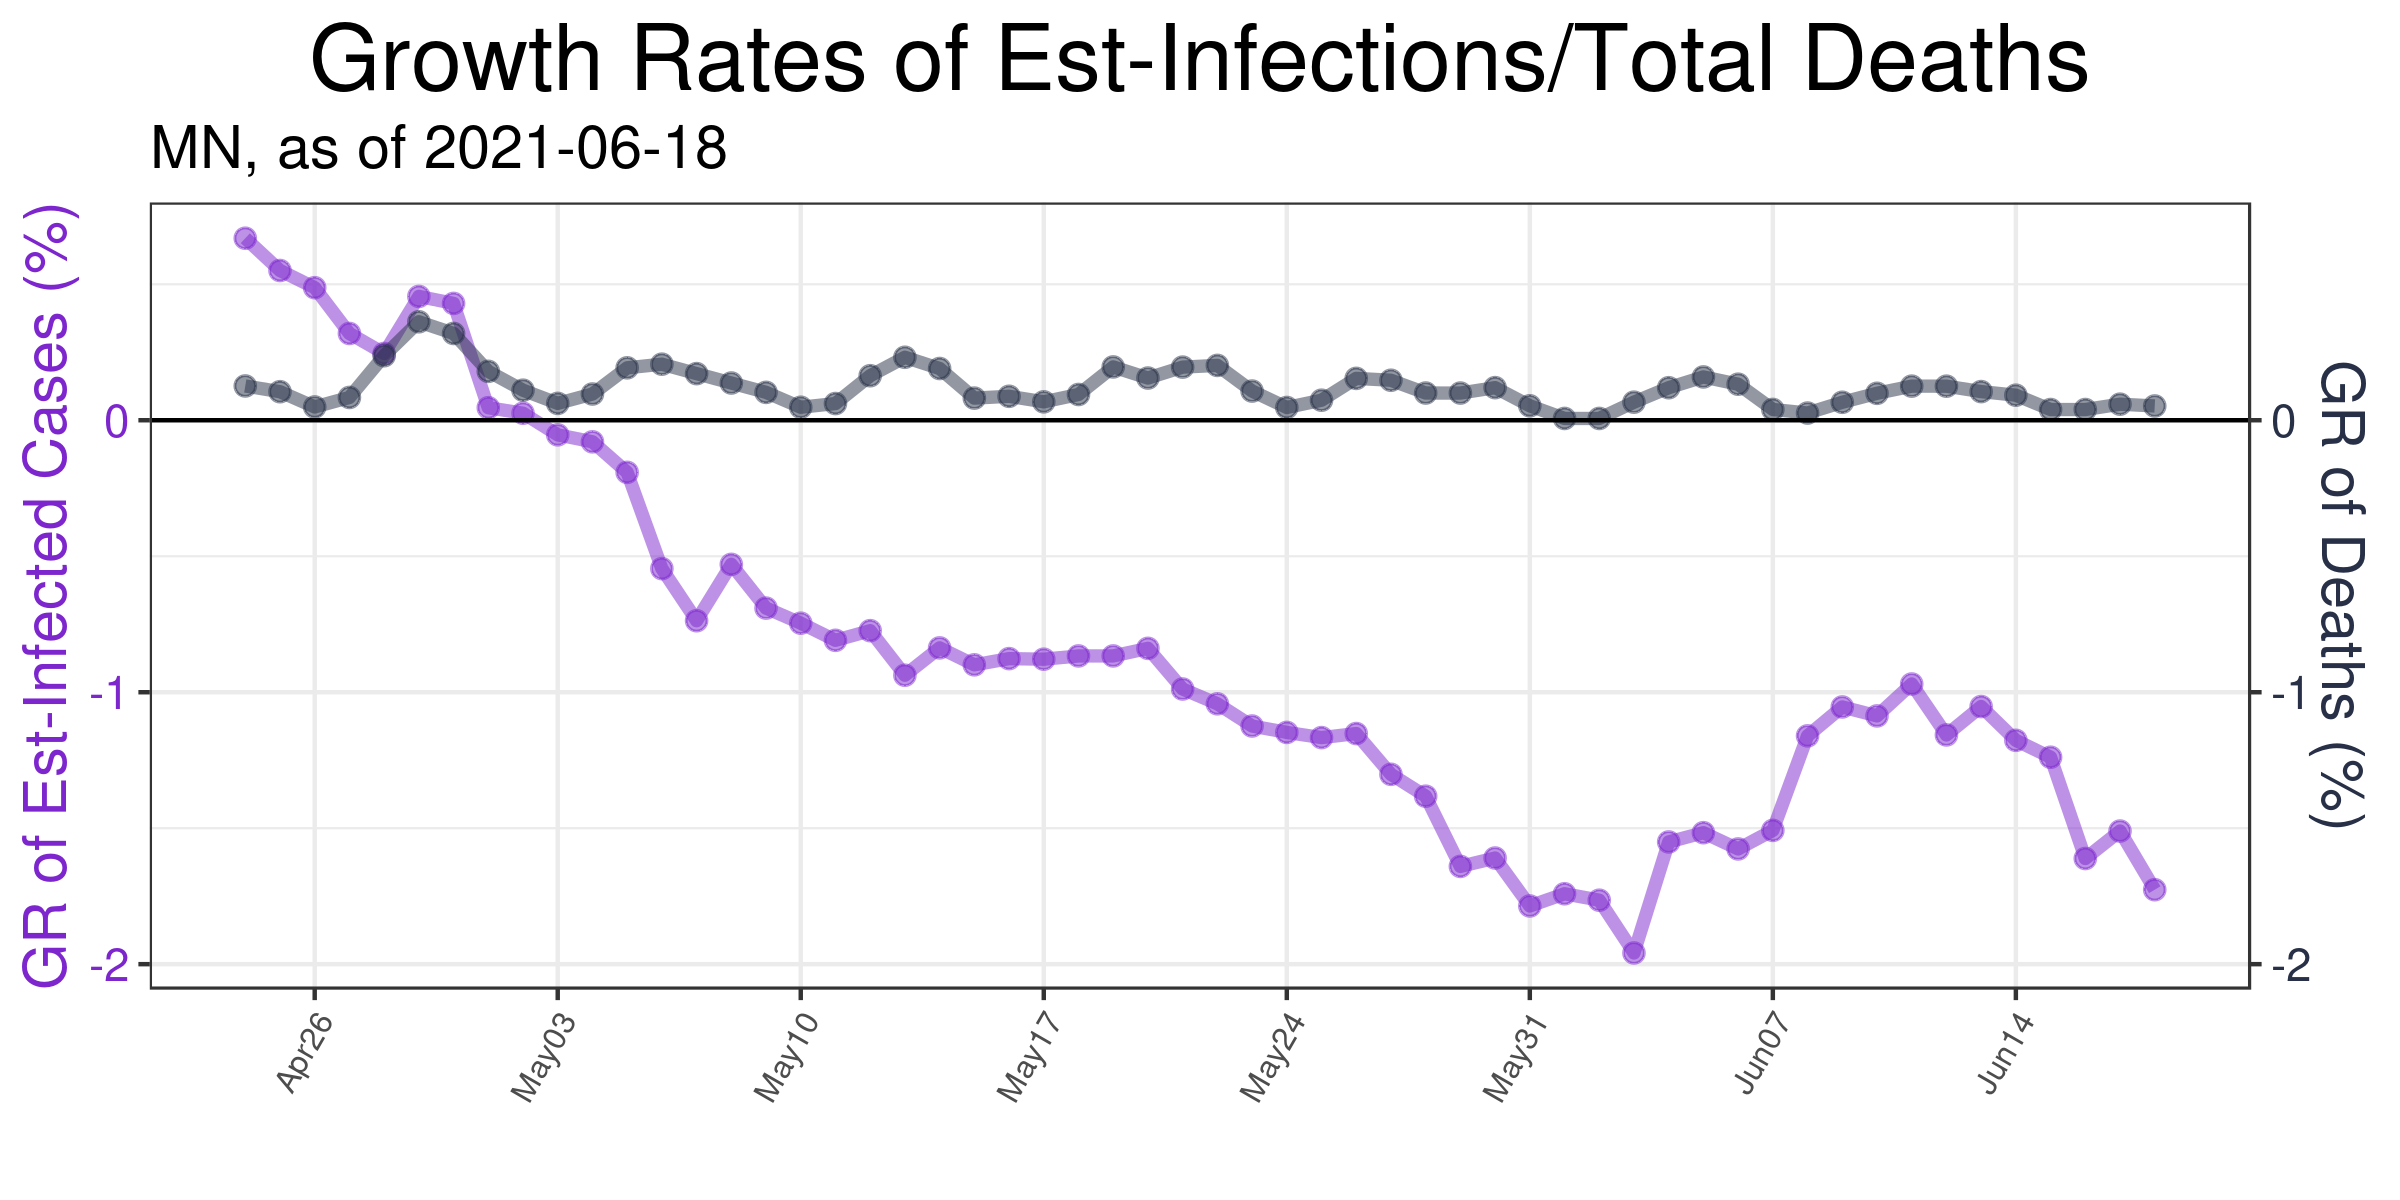 Growth Rates of Est-Infections/Total Deaths
MN, as of 2021-06-18
GR of Est-Infected Cases (%)
0
-1
-2
GR of Deaths (%)
0
-1
-2
Apr26
May03
May10
May17
May24
May31
Jun07
Jun14